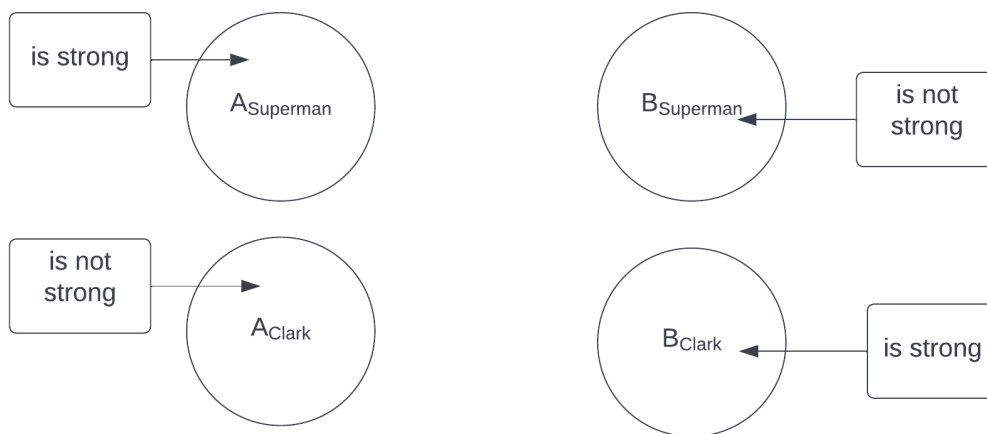 is strong
A_Superman
B_Superman
is not
strong
is not
strong
A_Clark
B_Clark
is strong